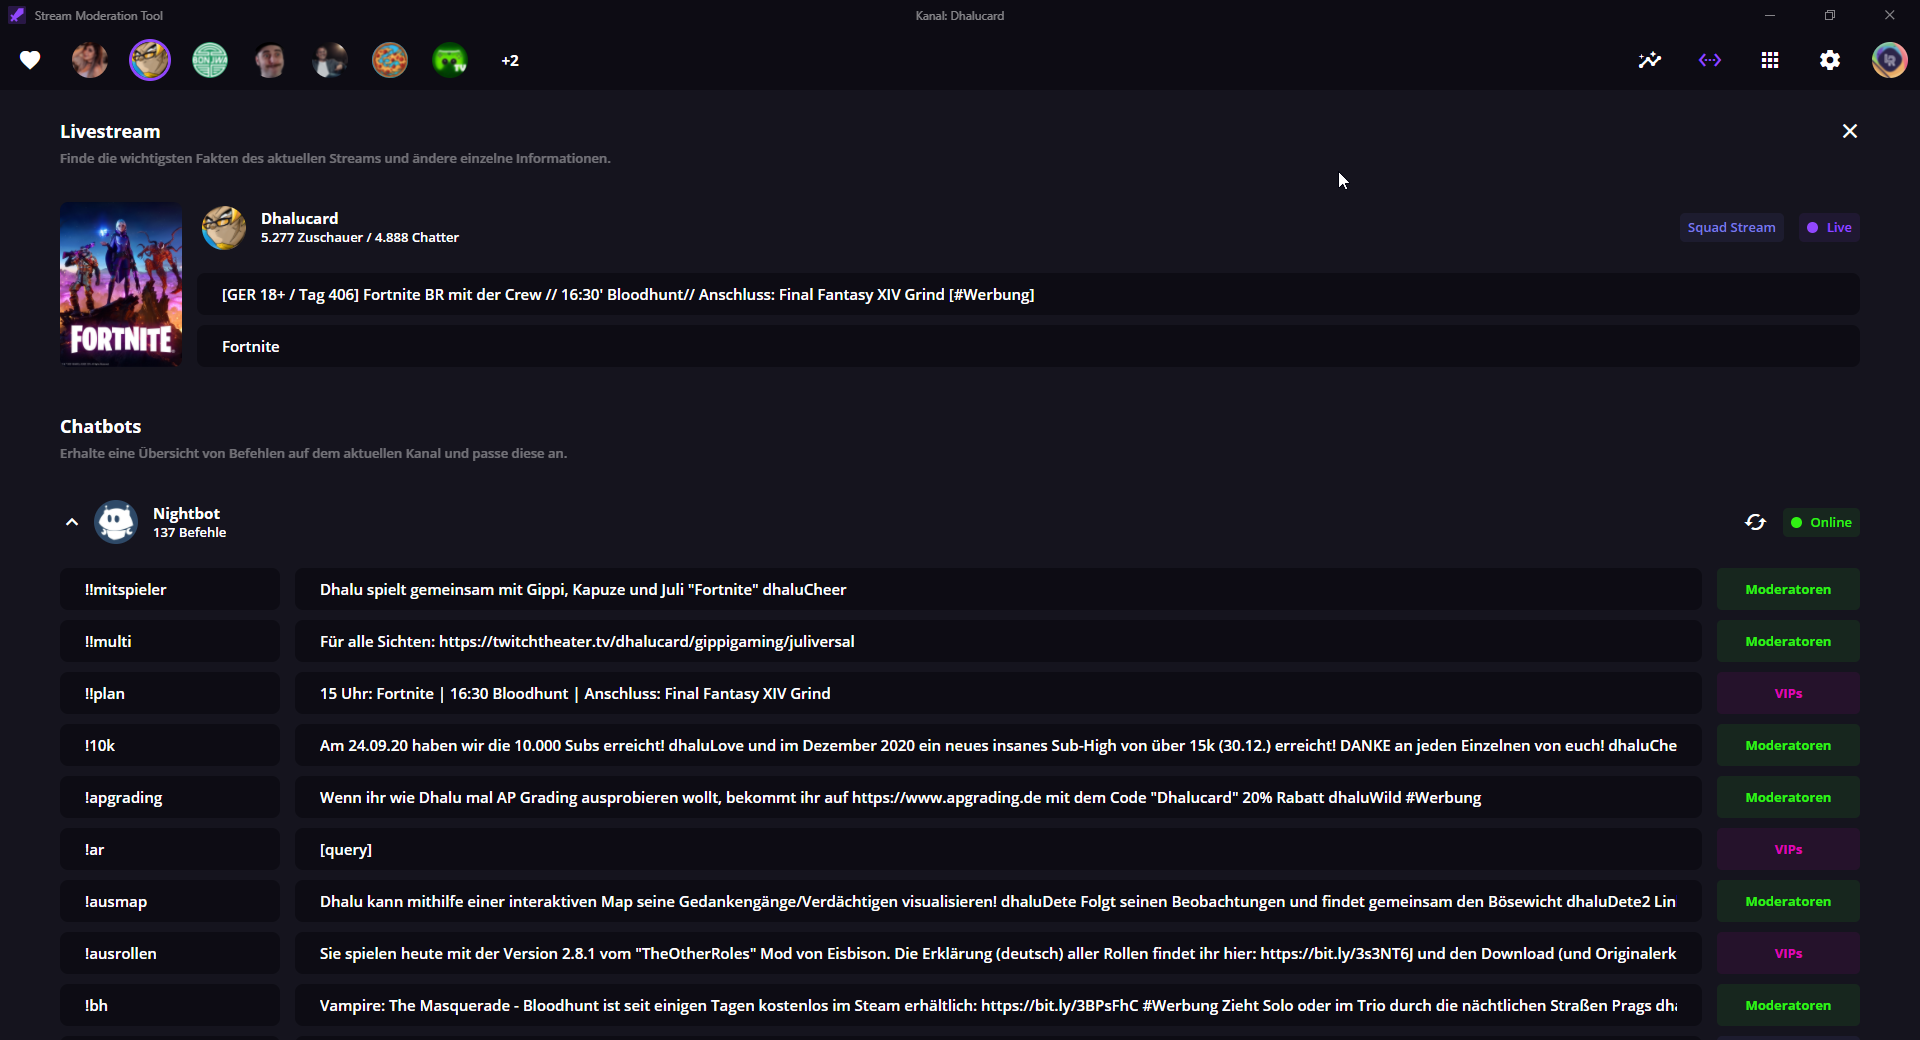 Stream Moderation Tool
Kanal: Dhalucard
BONJWA
TV
+2
Livestream
Finde die wichtigsten Fakten des aktuellen Streams und ändere einzelne Informationen.
FORTNITE
Dhalucard
5.277 Zuschauer / 4.888 Chatter
Squad Stream
Live
[GER 18+ / Tag 406] Fortnite BR mit der Crew // 16:30' Bloodhunt// Anschluss: Final Fantasy XIV Grind [#Werbung]
Fortnite
Chatbots
Erhalte eine Übersicht von Befehlen auf dem aktuellen Kanal und passe diese an.
Nightbot
137 Befehle
Online
!!mitspieler
Dhalu spielt gemeinsam mit Gippi, Kapuze und Juli "Fortnite" dhaluCheer
Moderatoren
!!multi
Für alle Sichten: https://twitchtheater.tv/dhalucard/gippigaming/juliversal
Moderatoren
!!plan
15 Uhr: Fortnite | 16:30 Bloodhunt | Anschluss: Final Fantasy XIV Grind
VIPs
!10k
Am 24.09.20 haben wir die 10.000 Subs erreicht! dhaluLove und im Dezember 2020 ein neues insanes Sub-High von über 15k (30.12.) erreicht! DANKE an jeden Einzelnen von euch! dhaluChe
Moderatoren
!apgrading
Wenn ihr wie Dhalu mal AP Grading ausprobieren wollt, bekommt ihr auf https://www.apgrading.de mit dem Code "Dhalucard" 20% Rabatt dhaluWild #Werbung
Moderatoren
!ar
[query]
VIPs
!ausmap
Dhalu kann mithilfe einer interaktiven Map seine Gedankengänge/Verdächtigen visualisieren! dhaluDete Folgt seinen Beobachtungen und findet gemeinsam den Bösewicht dhaluDete2 Lin
Moderatoren
!ausrollen
Sie spielen heute mit der Version 2.8.1 vom "TheOtherRoles" Mod von Eisbison. Die Erklärung (deutsch) aller Rollen findet ihr hier: https://bit.ly/3s3NT6J und den Download (und Originalerk
VIPs
!bh
Vampire: The Masquerade - Bloodhunt ist seit einigen Tagen kostenlos im Steam erhältlich: https://bit.ly/3BPsFhC #Werbung Zieht Solo oder im Trio durch die nächtlichen Straßen Prags dha
Moderatoren